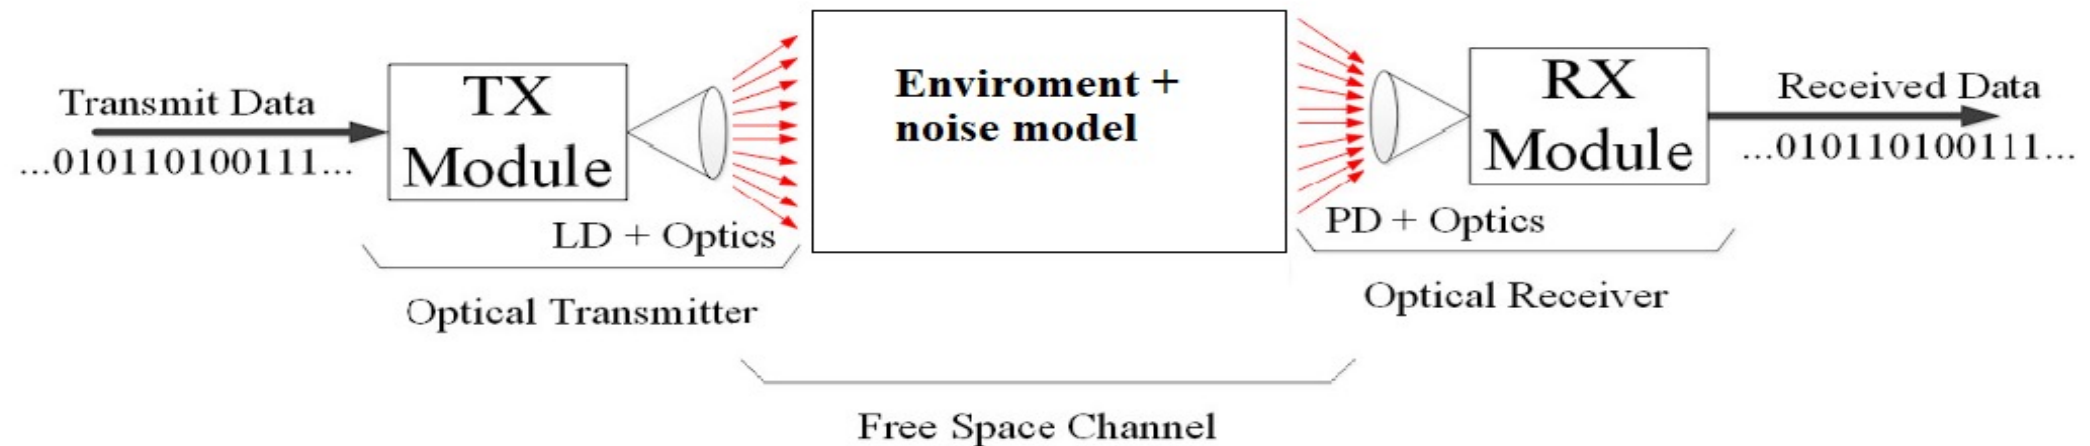 Transmit Data
...010110100111...
TX
Module
LD + Optics
Optical Transmitter
Enviroment +
noise model
Free Space Channel
RX
Module
PD + Optics
Optical Receiver
Received Data
...010110100111...